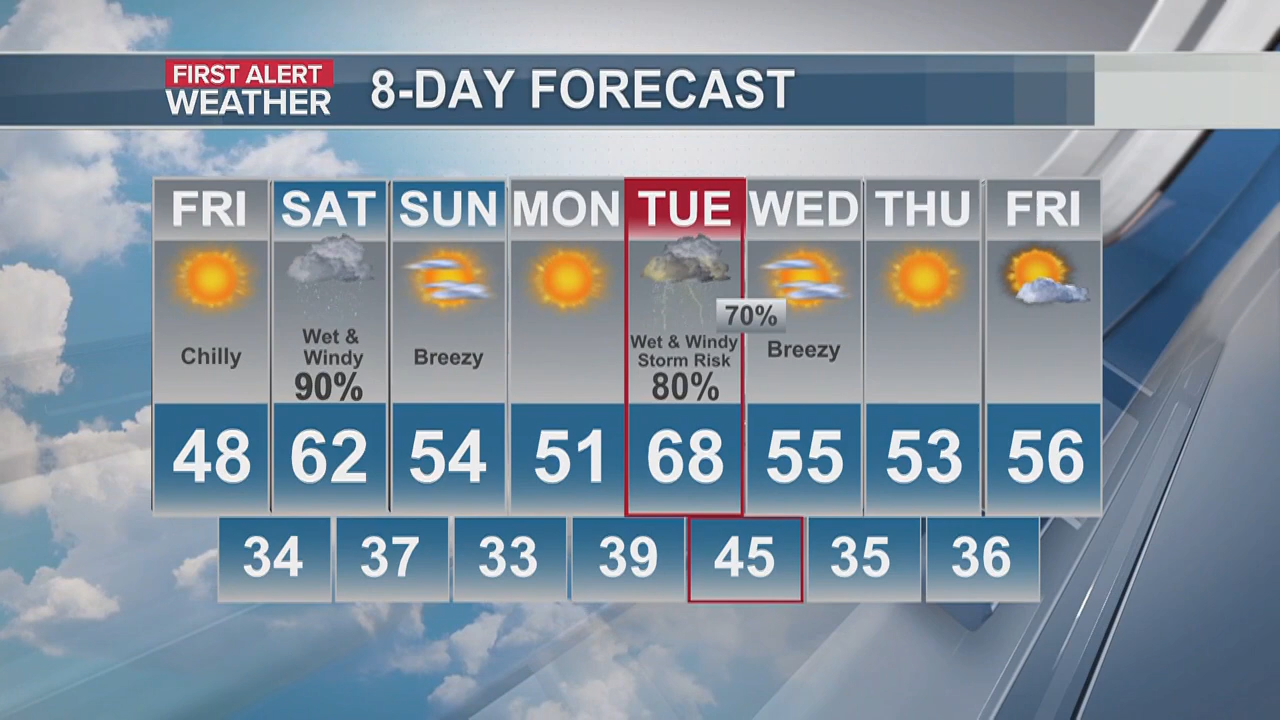 FIRST ALERT
WEATHER
8-DAY FORECAST
FRI SAT SUN MON TUE WED THU FRI
Chilly
Wet &
Windy
90%
Breezy
Wet & Windy
Storm Risk
80%
70%
Breezy
48 62 54 51 68 55 53 56
34 37 33 39 45 35 36